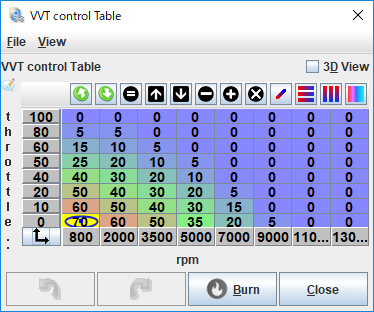 VVT control Table
File View
VVT control Table 3D View
100 0 0 0 0 0 0 0 0
80 5 5 0 0 0 0 0 0
60 15 10 5 0 0 0 0 0
50 25 20 10 5 0 0 0 0
40 40 30 20 10 0 0 0 0
20 50 40 30 20 5 0 0 0
10 60 50 40 30 15 0 0 0
0 70 60 50 35 20 5 0 0
throttle :
800 2000 3500 5000 7000 9000 110... 130...
rpm
Burn Close